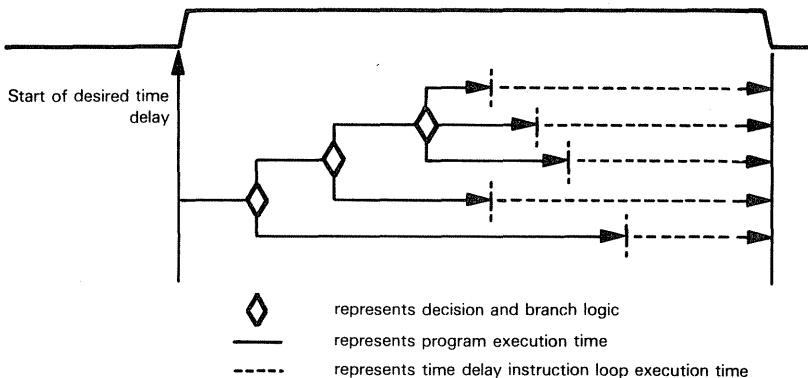 Start of desired time
delay
represents decision and branch logic
represents program execution time
represents time delay instruction loop execution time